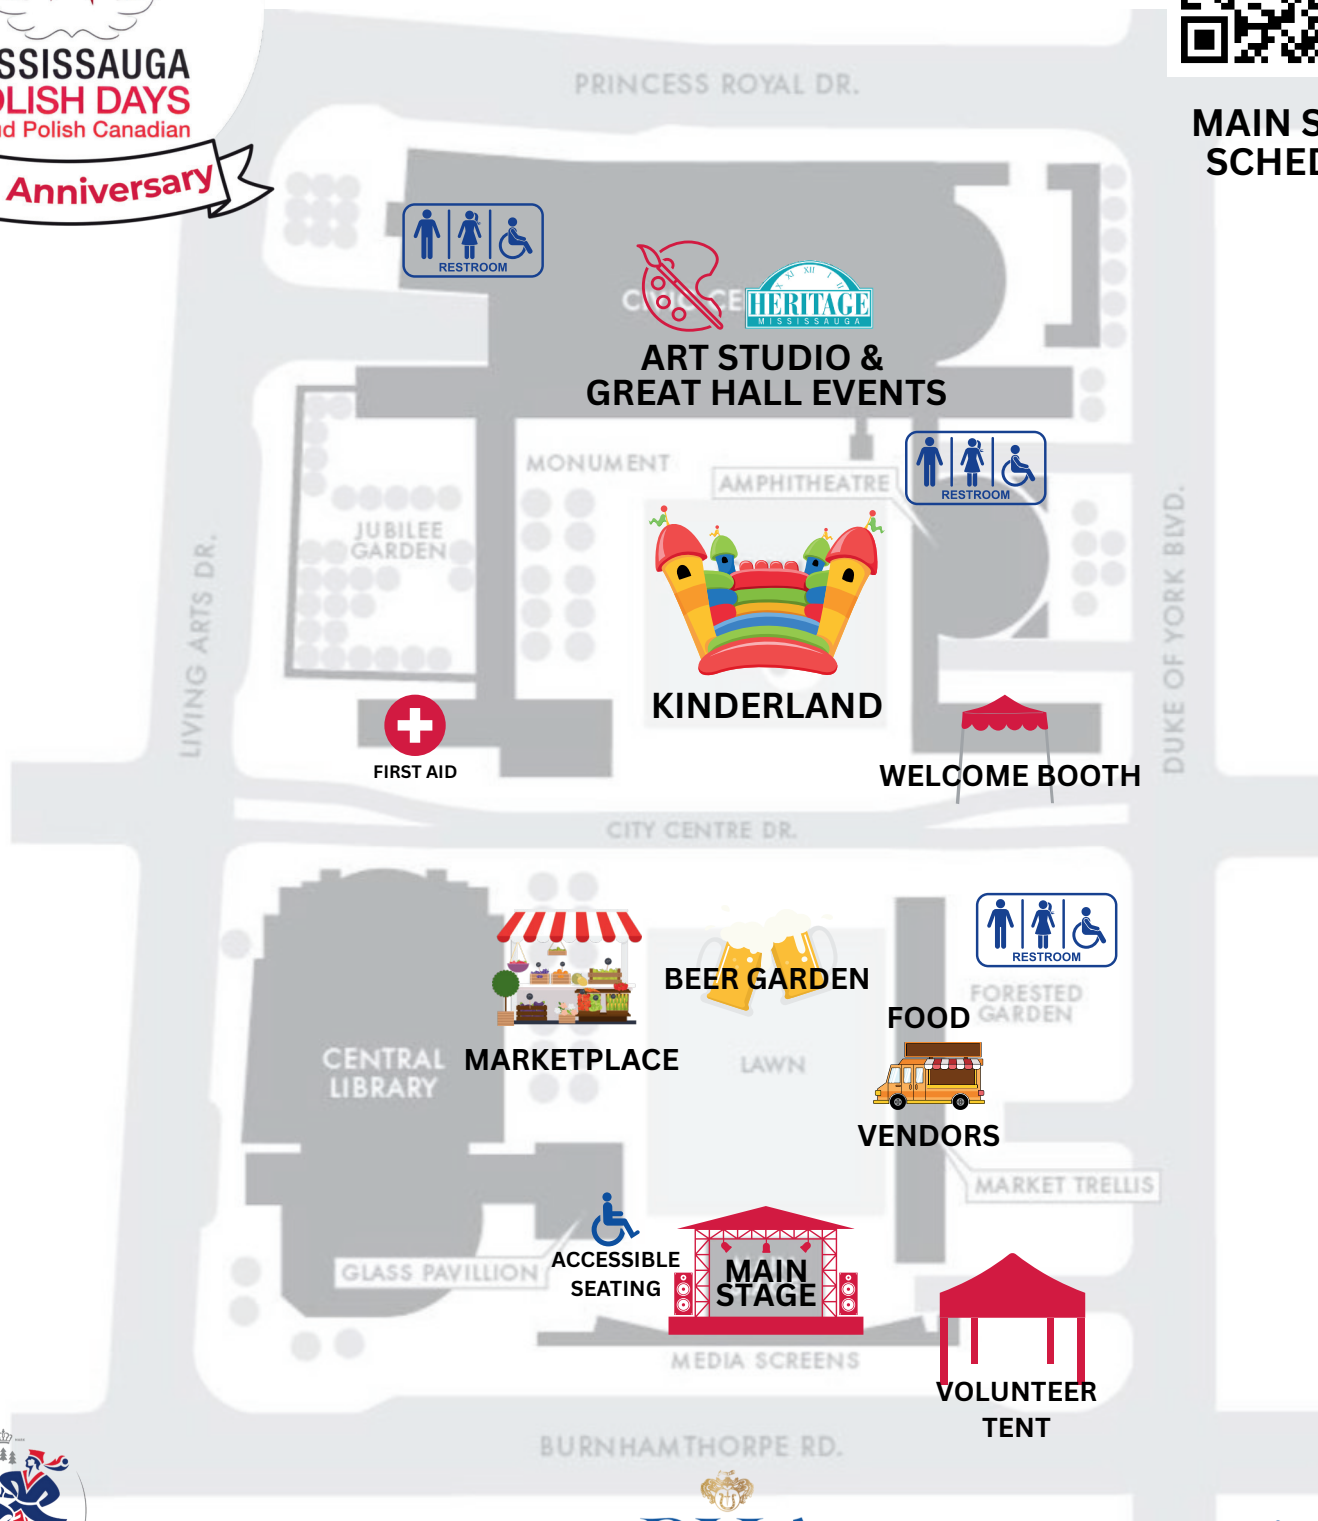 DAYS
Polish Canadian
Anniversary
MAIN
PRINCESS ROYAL DR.
RESTROOM
HERITAGE
MISSISSAUGA
ART STUDIO &
GREAT HALL EVENTS
MONUMENT
AMPHITHEATRE
RESTROOM
JUBILEE
GARDEN
LIVING ARTS DR.
DUKE OF YORK BLVD.
KINDERLAND
FIRST AID
WELCOME BOOTH
CITY CENTRE DR.
RESTROOM
BEER GARDEN
FORESTED
GARDEN
FOOD
VENDORS
CENTRAL
LIBRARY
MARKETPLACE
LAWN
MARKET TRELLIS
GLASS PAVILLION
ACCESSIBLE
SEATING
MAIN
STAGE
MEDIA SCREENS
VOLUNTEER
TENT
BURNHAMTHORPE RD.